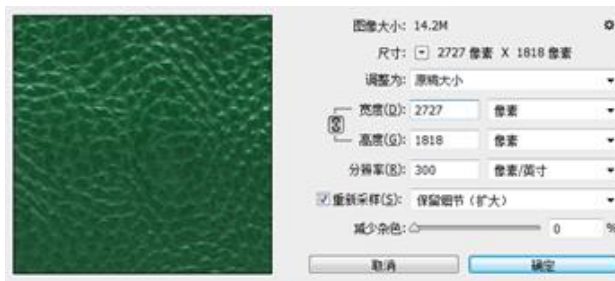 图像大小: 14.2M
尺寸: 2727 像素 X 1818 像素
调整为: 原稿大小
宽度(D): 2727 像素
高度(G): 1818 像素
分辨率(R): 300 像素/英寸
重新采样(S): 保留细节（扩大）
减少杂色: 0 %
取消 确定